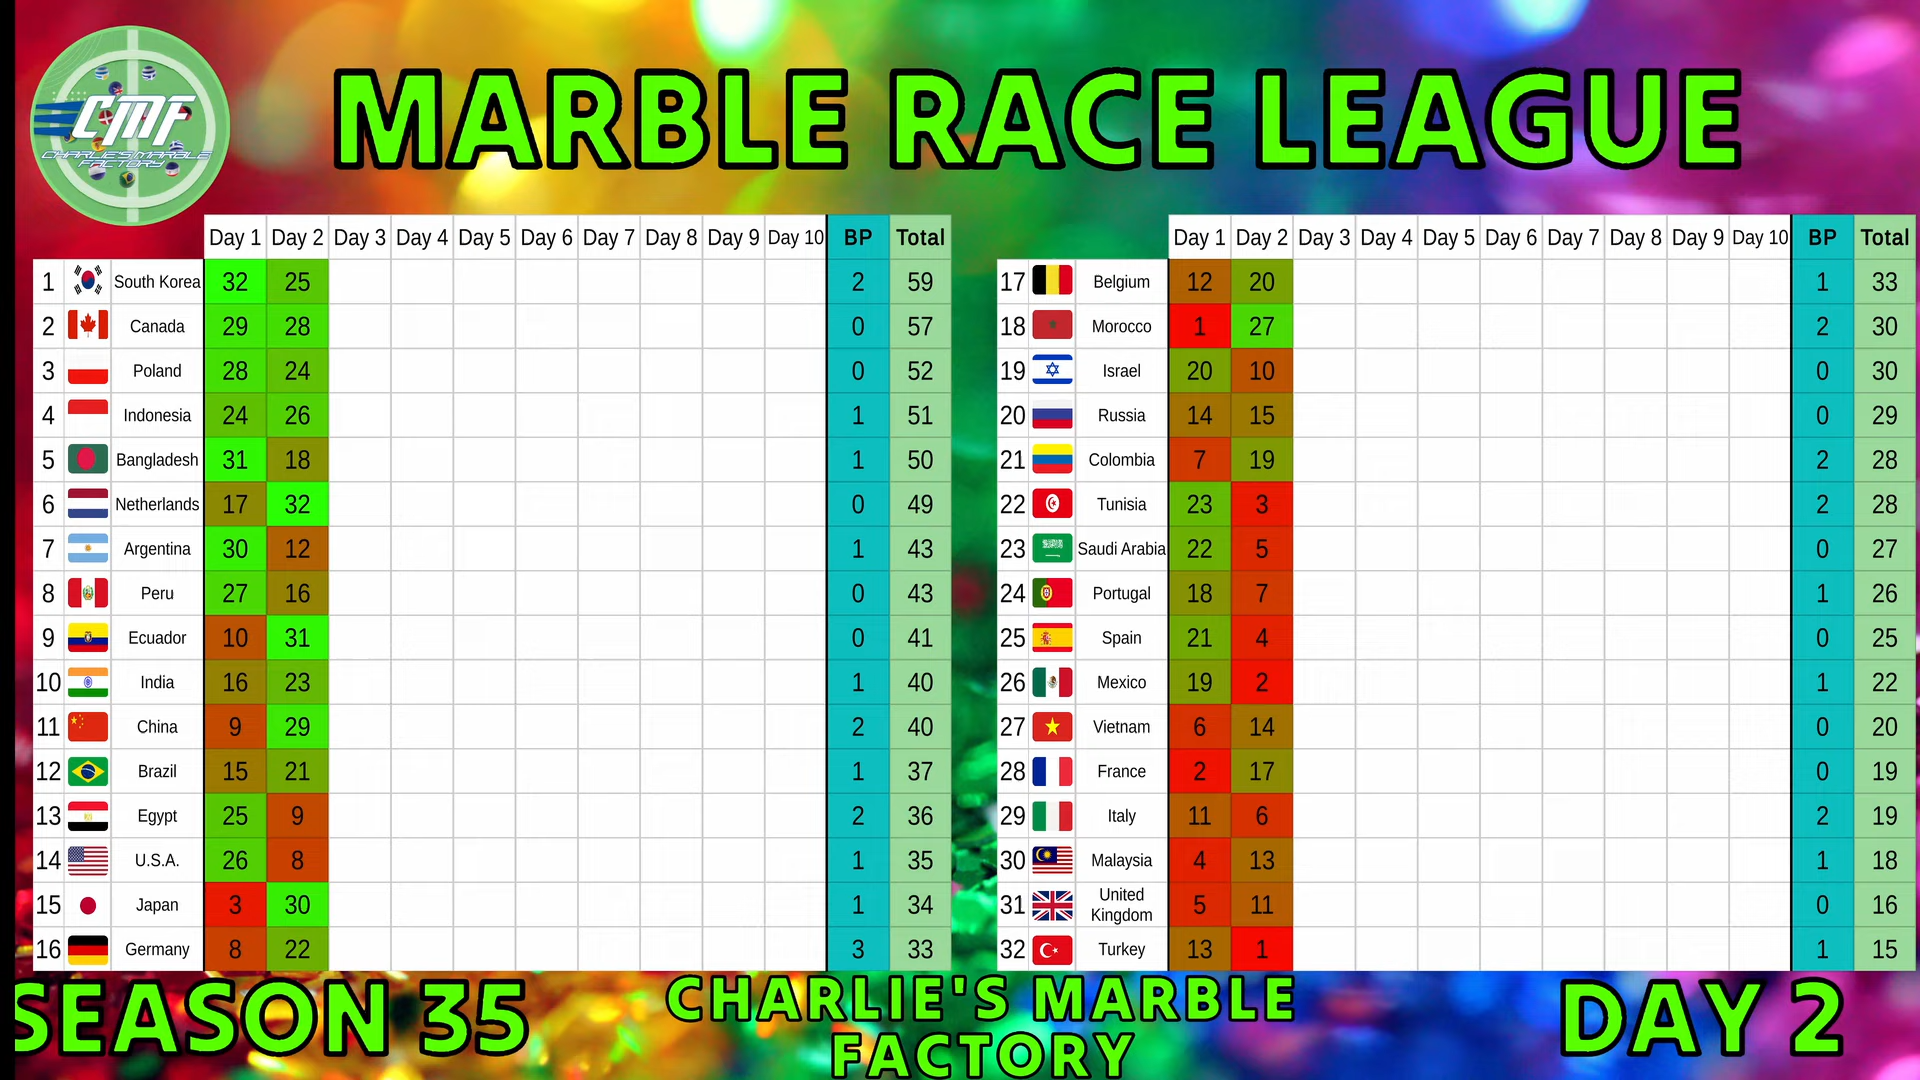 CMF
CHARLIE'S MARBLE
FACTORY
MARBLE RACE LEAGUE
Day 1 Day 2 Day 3 Day 4 Day 5 Day 6 Day 7 Day 8 Day 9 Day 10 BP Total
1 South Korea 32 25 2 59
2 Canada 29 28 0 57
3 Poland 28 24 0 52
4 Indonesia 24 26 1 51
5 Bangladesh 31 18 1 50
6 Netherlands 17 32 0 49
7 Argentina 30 12 1 43
8 Peru 27 16 0 43
9 Ecuador 10 31 0 41
10 India 16 23 1 40
11 China 9 29 2 40
12 Brazil 15 21 1 37
13 Egypt 25 9 2 36
14 U.S.A. 26 8 1 35
15 Japan 3 30 1 34
16 Germany 8 22 3 33
Day 1 Day 2 Day 3 Day 4 Day 5 Day 6 Day 7 Day 8 Day 9 Day 10 BP Total
17 Belgium 12 20 1 33
18 Morocco 1 27 2 30
19 Israel 20 10 0 30
20 Russia 14 15 0 29
21 Colombia 7 19 2 28
22 Tunisia 23 3 2 28
23 Saudi Arabia 22 5 0 27
24 Portugal 18 7 1 26
25 Spain 21 4 0 25
26 Mexico 19 2 1 22
27 Vietnam 6 14 0 20
28 France 2 17 0 19
29 Italy 11 6 2 19
30 Malaysia 4 13 1 18
31 United Kingdom 5 11 0 16
32 Turkey 13 1 1 15
SEASON 35
CHARLIE'S MARBLE
FACTORY
DAY 2